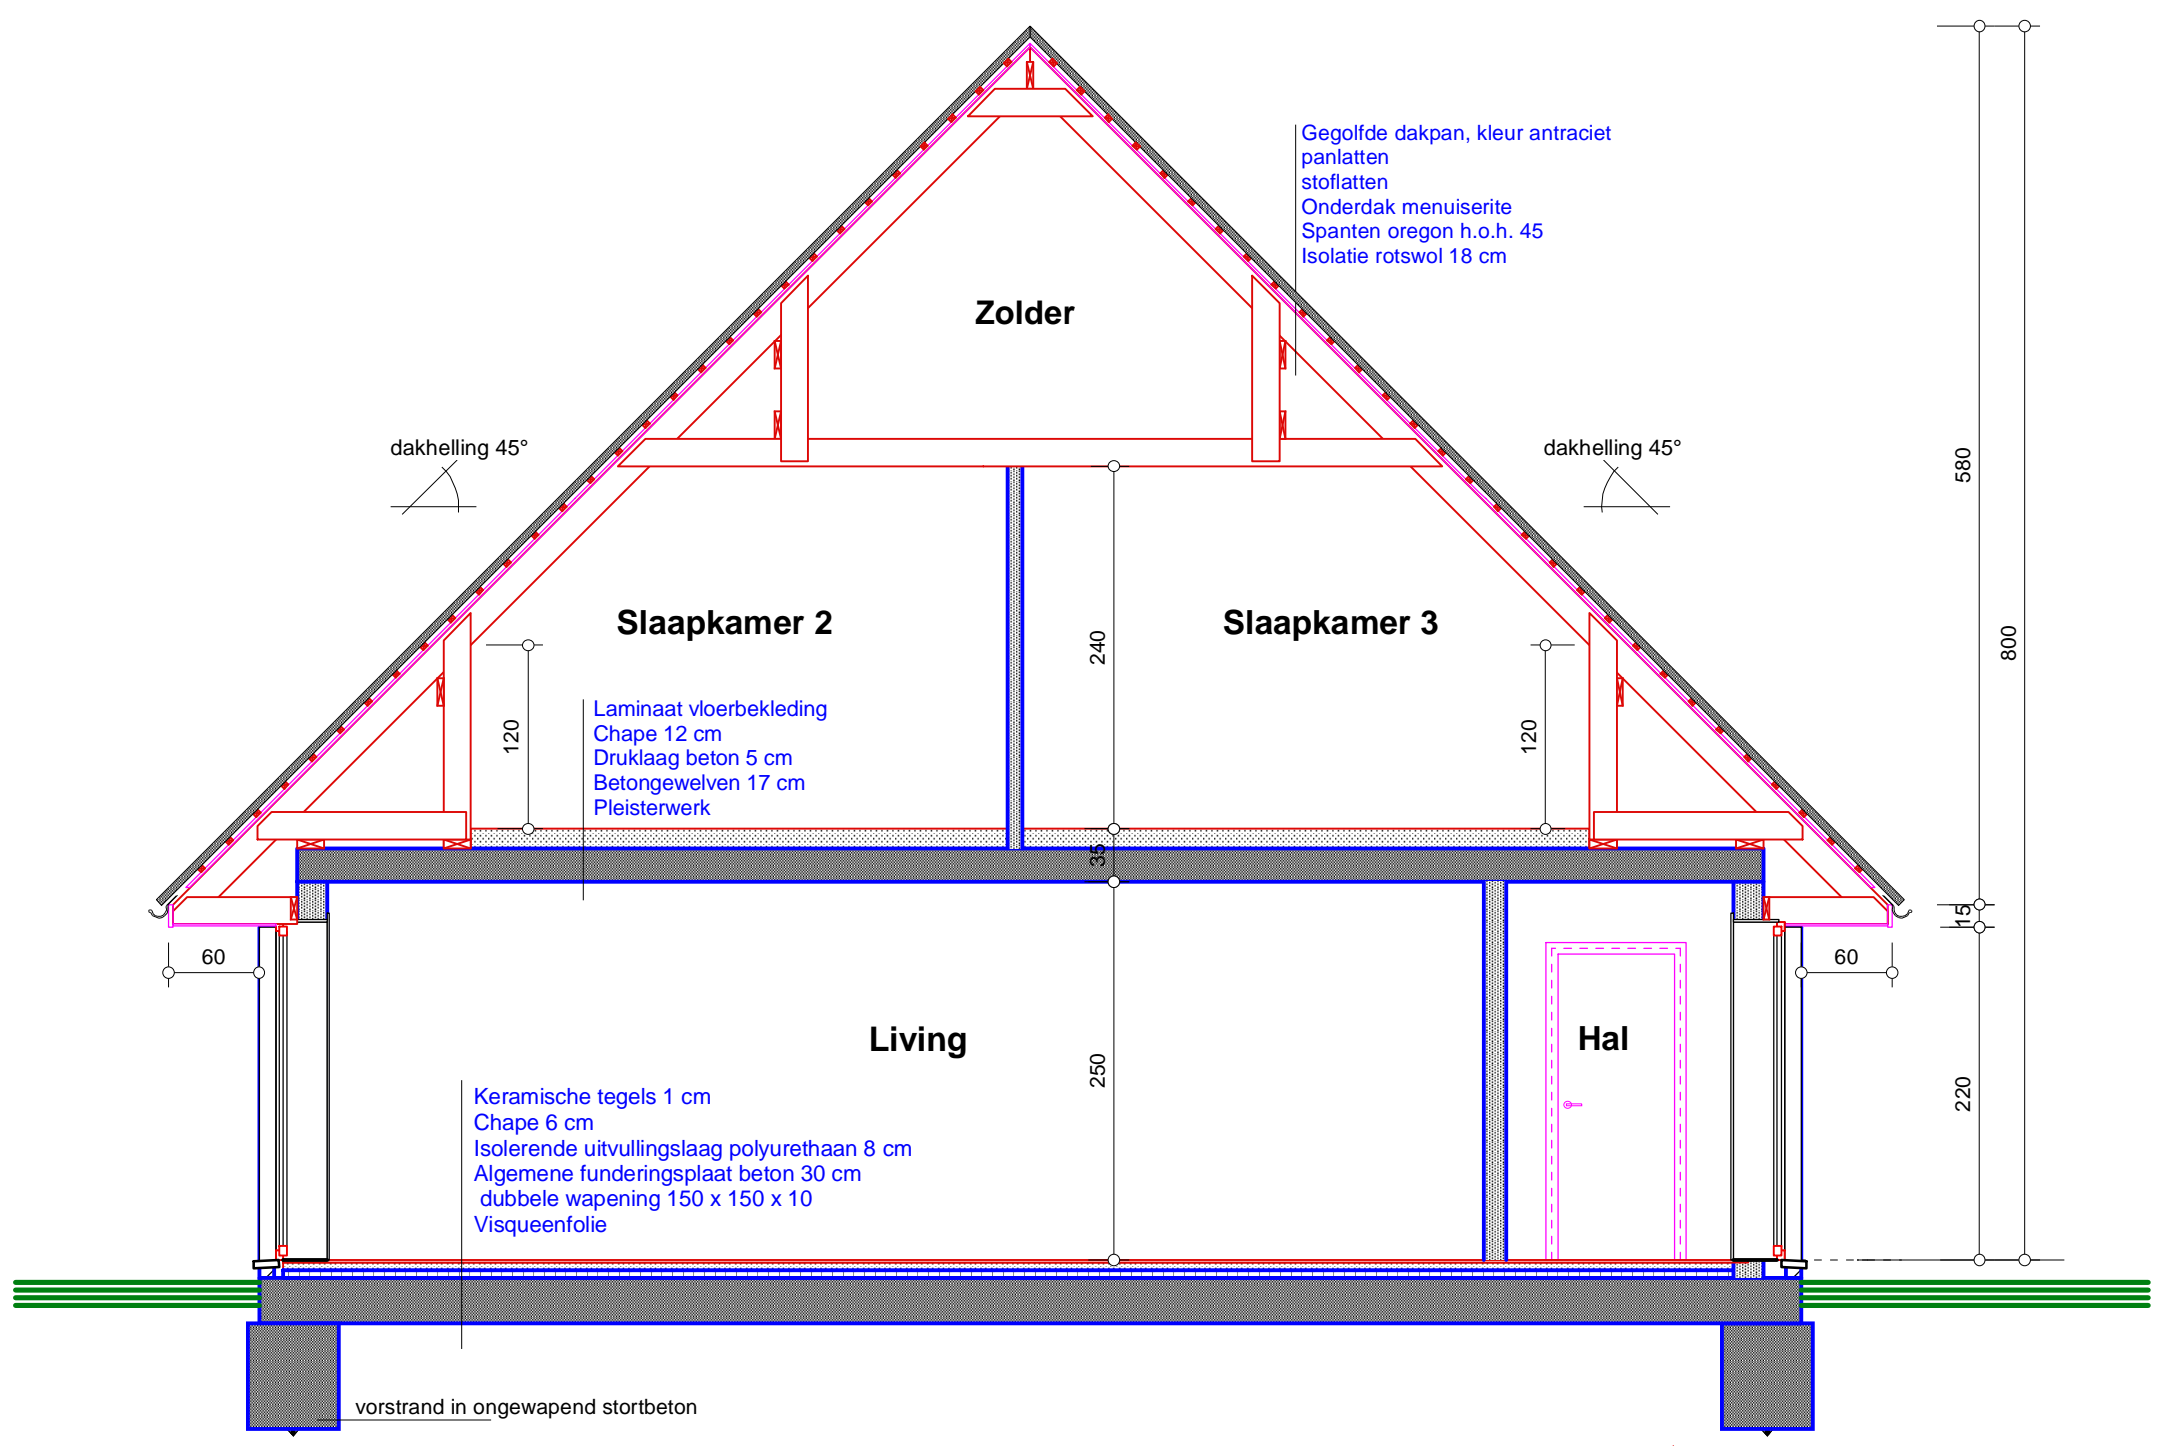 Gegolfde dakpan, kleur antraciet
panlatten
stoflatten
Onderdak menuiserite
Spanten oregon h.o.h. 45
Isolatie rotswol 18 cm
Zolder
dakhelling 45°
dakhelling 45°
580
800
Slaapkamer 2
Slaapkamer 3
240
120
120
Laminaat vloerbekleding
Chape 12 cm
Druklaag beton 5 cm
Betongewelven 17 cm
Pleisterwerk
35
15
60
60
Living
Hal
250
220
Keramische tegels 1 cm
Chape 6 cm
Isolerende uitvullingslaag polyurethaan 8 cm
Algemene funderingsplaat beton 30 cm
dubbele wapening 150 x 150 x 10
Visqueenfolie
vorstrand in ongewapend stortbeton